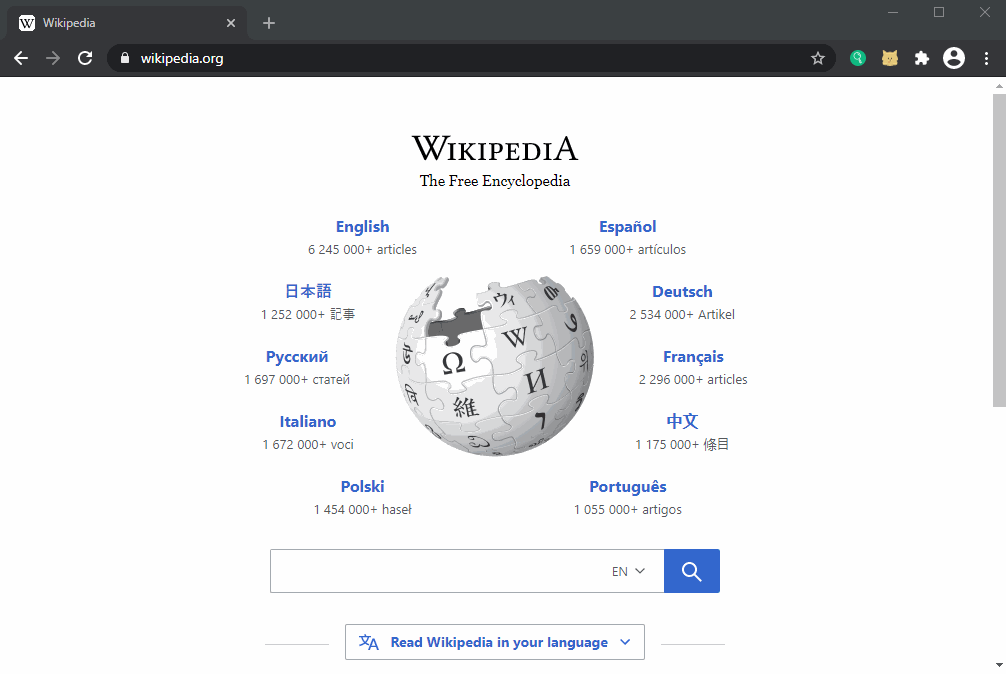 Wikipedia
wikipedia.org
WIKIPEDIA
The Free Encyclopedia
English
6 245 000+ articles
Español
1 659 000+ artículos
日本語
1 252 000+ 記事
Deutsch
2 534 000+ Artikel
Русский
1 697 000+ статей
Français
2 296 000+ articles
Italiano
1 672 000+ voci
中文
1 175 000+ 條目
Polski
1 454 000+ haseł
Português
1 055 000+ artigos
Ω
W
ウィ
И
維
EN
Read Wikipedia in your language